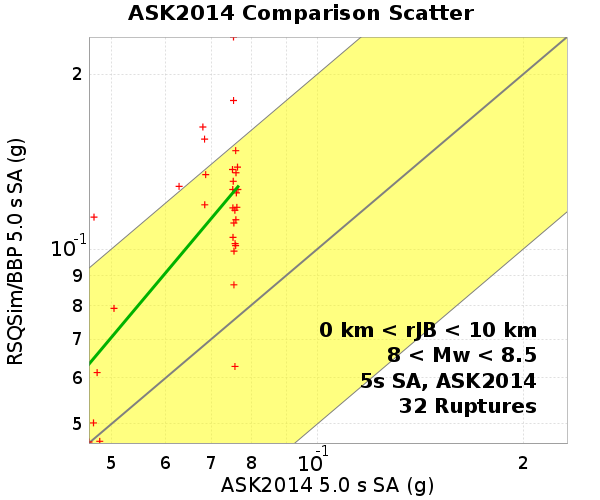 ASK2014 Comparison Scatter
RSQSim/BBP 5.0 s SA (g)
2
10-1
9
8
7
6
5
0 km < rJB < 10 km
8 < Mw < 8.5
5s SA, ASK2014
32 Ruptures
5 6 7 8 10-1 2
ASK2014 5.0 s SA (g)